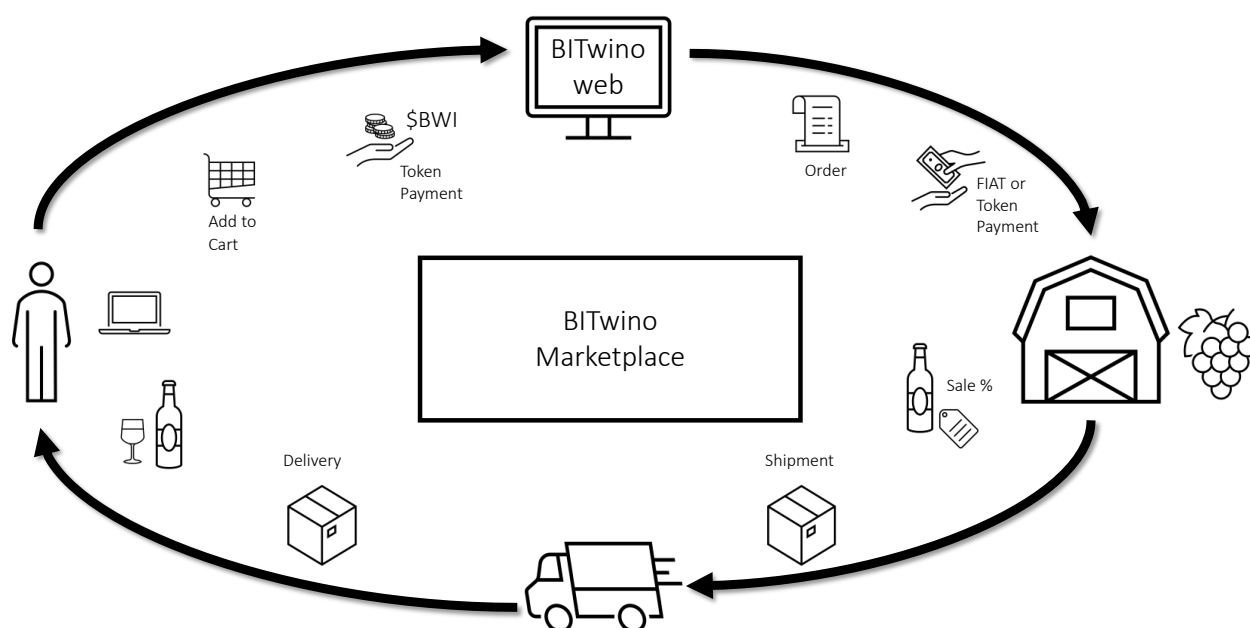 BITwino
web
$BWI
Token
Payment
Add to
Cart
Order
FIAT or
Token
Payment
BITwino
Marketplace
Sale %
Delivery
Shipment